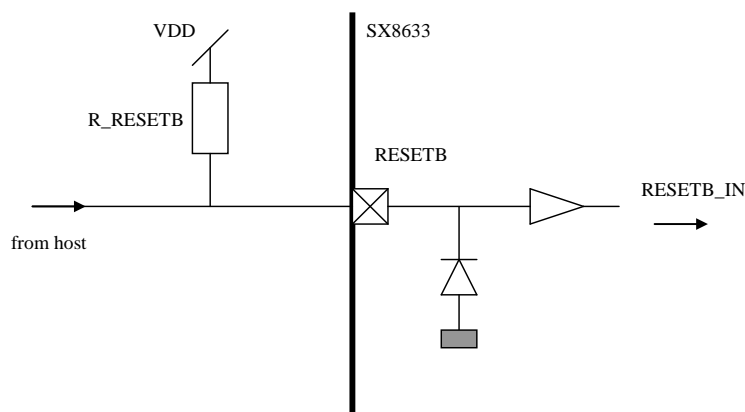 VDD
SX8633
R_RESETB
RESETB
RESETB_IN
from host